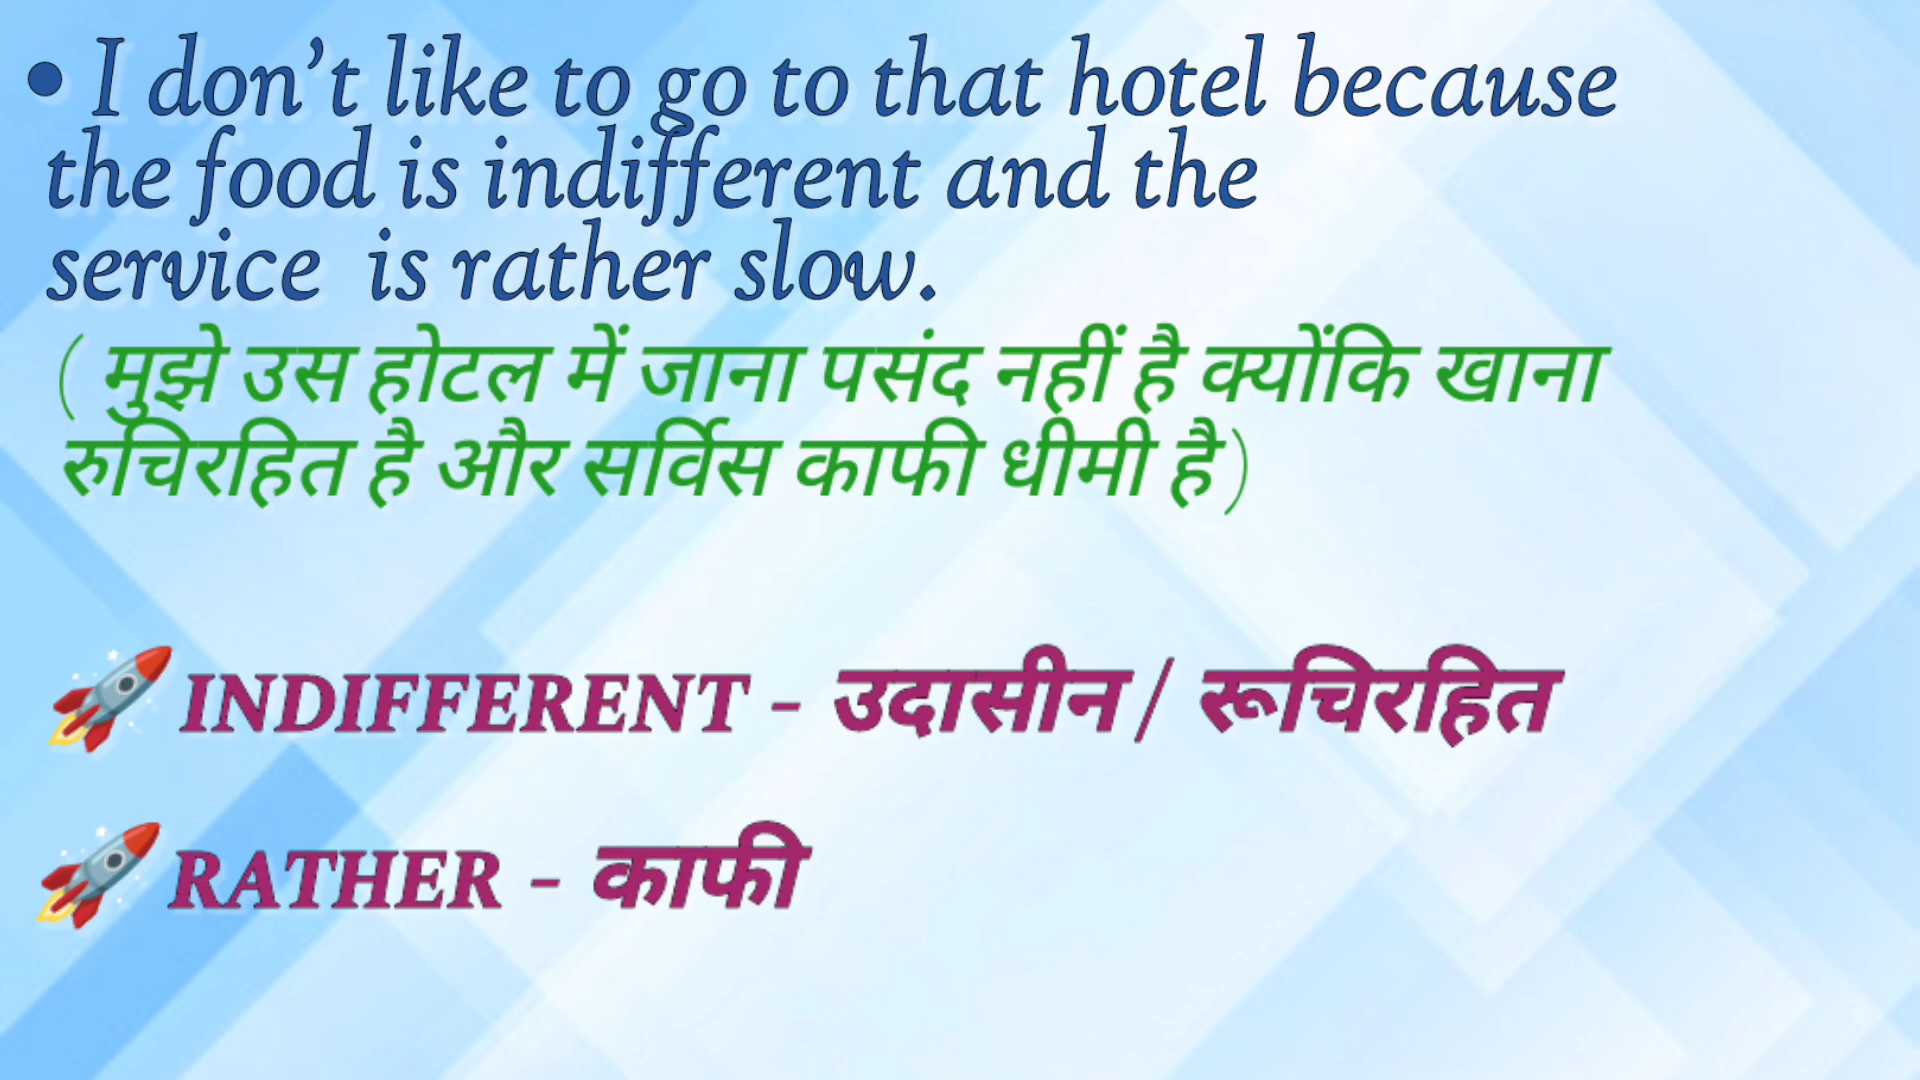 • I don’t like to go to that hotel because
the food is indifferent and the
service  is rather slow.
( मुझे उस होटल में जाना पसंद नहीं है क्योंकि खाना
रुचिरहित है और सर्विस काफी धीमी है )
🚀 INDIFFERENT - उदासीन / रूचिरहित
🚀 RATHER - काफी